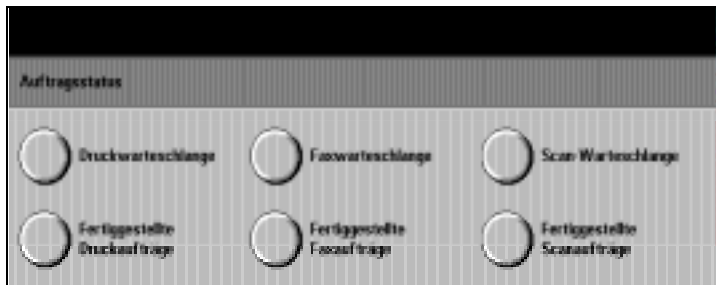 Auftragsstatus
Druckwarteschlange
Faxwarteschlange
Scan-Warteschlange
Fertiggestellte
Druckaufträge
Fertiggestellte
Faxaufträge
Fertiggestellte
Scanaufträge